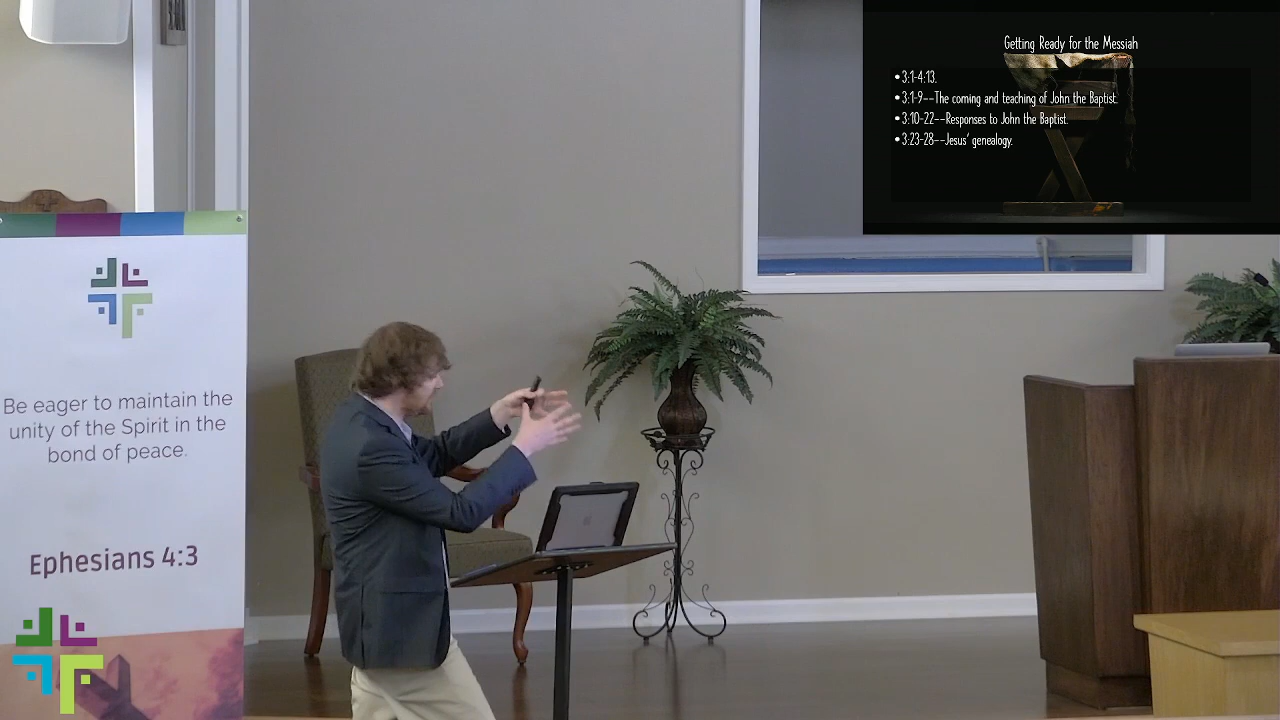 Getting Ready for the Messiah
• 3:1-4:13.
• 3:1-9--The coming and teaching of John the Baptist.
• 3:10-22--Responses to John the Baptist.
• 3:23-28--Jesus' genealogy.
Be eager to maintain the
unity of the Spirit in the
bond of peace.
Ephesians 4:3